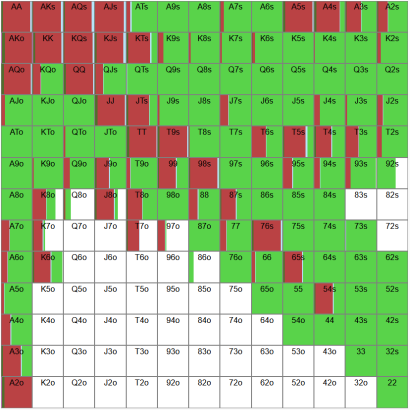 AA AKs AQs AJs ATs A9s A8s A7s A6s A5s A4s A3s A2s
AKo KK KQs KJs KTs K9s K8s K7s K6s K5s K4s K3s K2s
AQo KQo QQ QJs QTs Q9s Q8s Q7s Q6s Q5s Q4s Q3s Q2s
AJo KJo QJo JJ JTs J9s J8s J7s J6s J5s J4s J3s J2s
ATo KTo QTo JTo TT T9s T8s T7s T6s T5s T4s T3s T2s
A9o K9o Q9o J9o T9o 99 98s 97s 96s 95s 94s 93s 92s
A8o K8o Q8o J8o T8o 98o 88 87s 86s 85s 84s 83s 82s
A7o K7o Q7o J7o T7o 97o 87o 77 76s 75s 74s 73s 72s
A6o K6o Q6o J6o T6o 96o 86o 76o 66 65s 64s 63s 62s
A5o K5o Q5o J5o T5o 95o 85o 75o 65o 55 54s 53s 52s
A4o K4o Q4o J4o T4o 94o 84o 74o 64o 54o 44 43s 42s
A3o K3o Q3o J3o T3o 93o 83o 73o 63o 53o 43o 33 32s
A2o K2o Q2o J2o T2o 92o 82o 72o 62o 52o 42o 32o 22